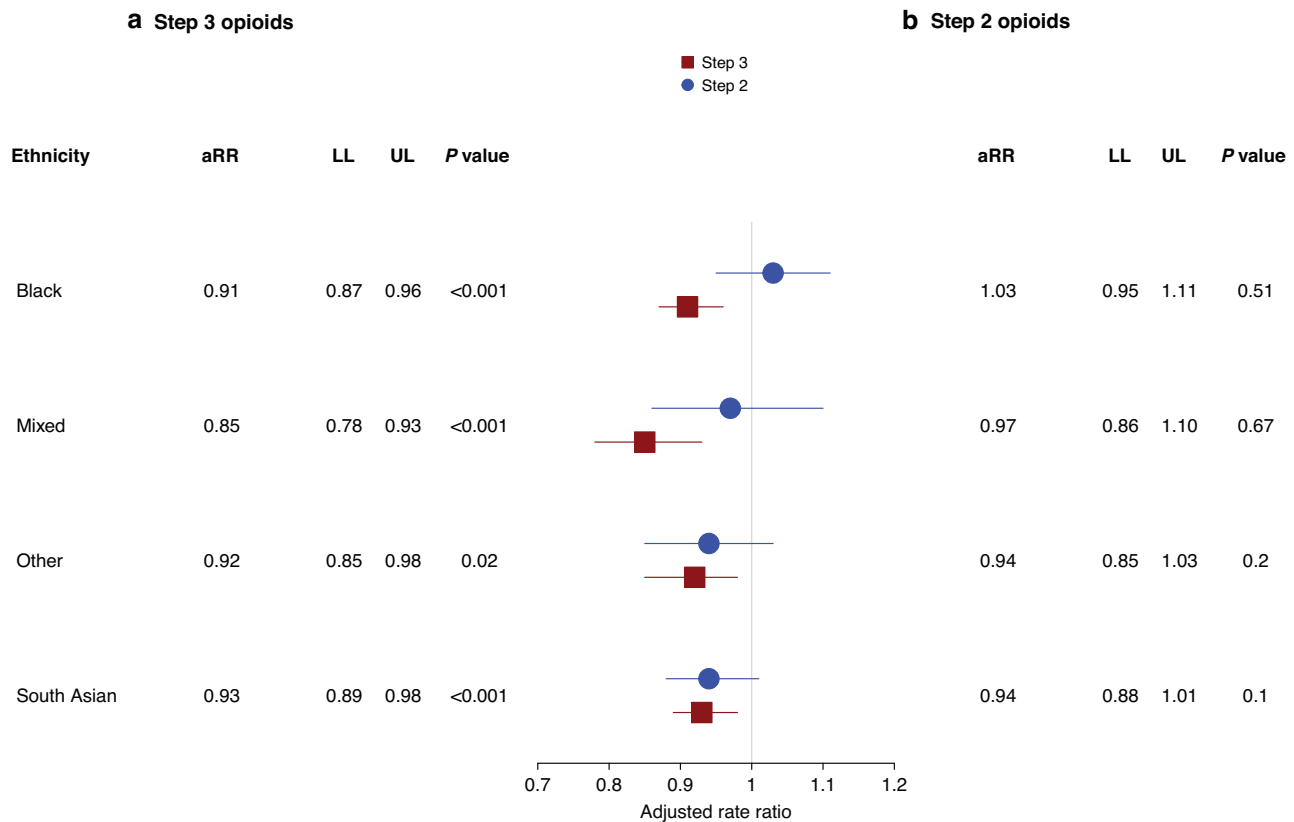 a Step 3 opioids
b Step 2 opioids
Step 3
Step 2
Ethnicity aRR LL UL P value aRR LL UL P value
Black 0.91 0.87 0.96 <0.001 1.03 0.95 1.11 0.51
Mixed 0.85 0.78 0.93 <0.001 0.97 0.86 1.10 0.67
Other 0.92 0.85 0.98 0.02 0.94 0.85 1.03 0.2
South Asian 0.93 0.89 0.98 <0.001 0.94 0.88 1.01 0.1
0.7 0.8 0.9 1 1.1 1.2
Adjusted rate ratio